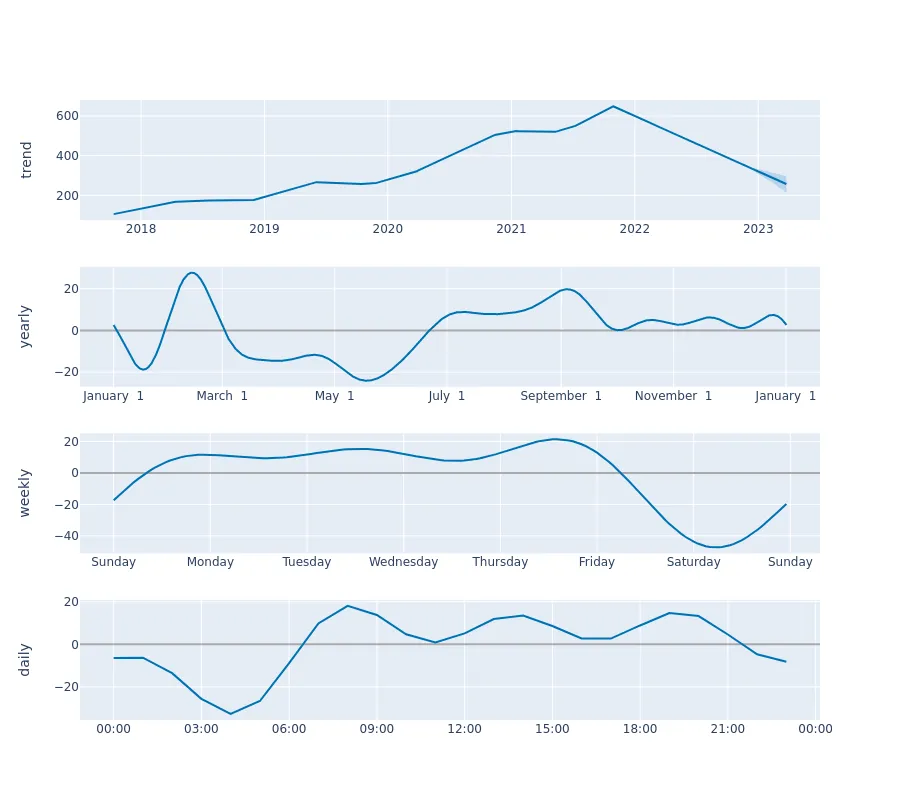 trend
600
400
200
2018 2019 2020 2021 2022 2023
yearly
20
0
−20
January 1 March 1 May 1 July 1 September 1 November 1 January 1
weekly
20
0
−20
−40
Sunday Monday Tuesday Wednesday Thursday Friday Saturday Sunday
daily
20
0
−20
00:00 03:00 06:00 09:00 12:00 15:00 18:00 21:00 00:00